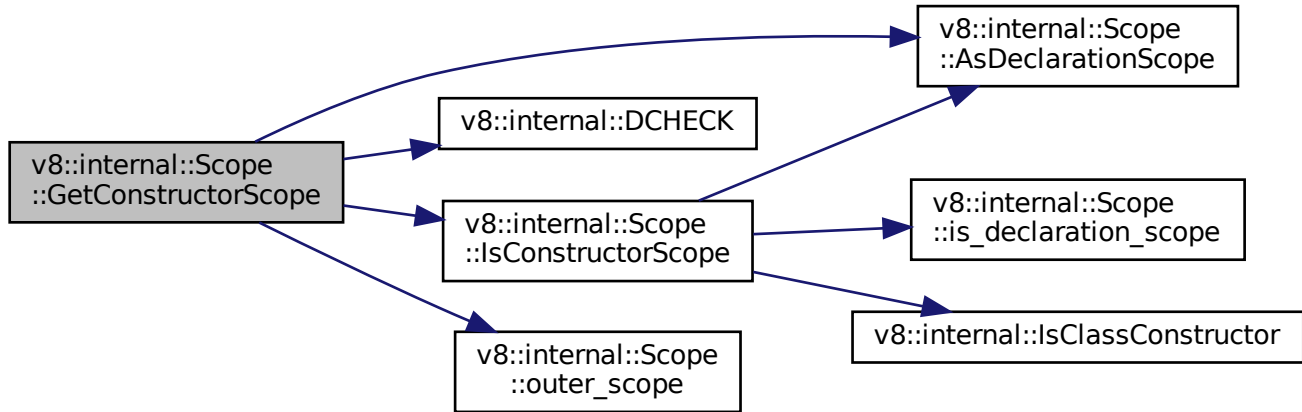 v8::internal::Scope
::AsDeclarationScope
v8::internal::DCHECK
v8::internal::Scope
::GetConstructorScope
v8::internal::Scope
::IsConstructorScope
v8::internal::Scope
::is_declaration_scope
v8::internal::IsClassConstructor
v8::internal::Scope
::outer_scope